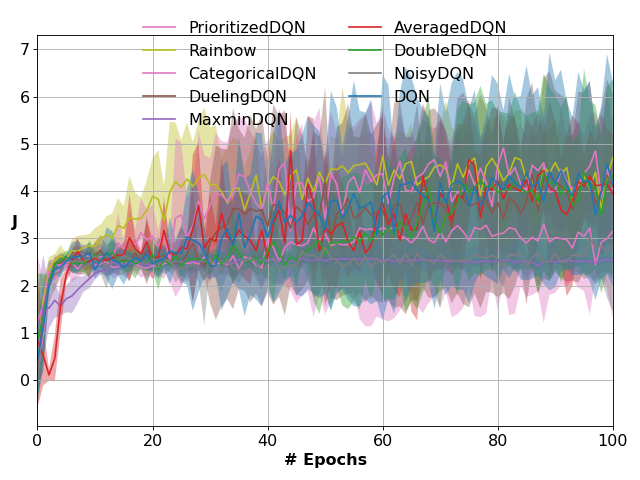 PrioritizedDQN
Rainbow
CategoricalDQN
DuelingDQN
MaxminDQN
AveragedDQN
DoubleDQN
NoisyDQN
DQN
7
6
5
4
3
2
1
0
J
0 20 40 60 80 100
# Epochs